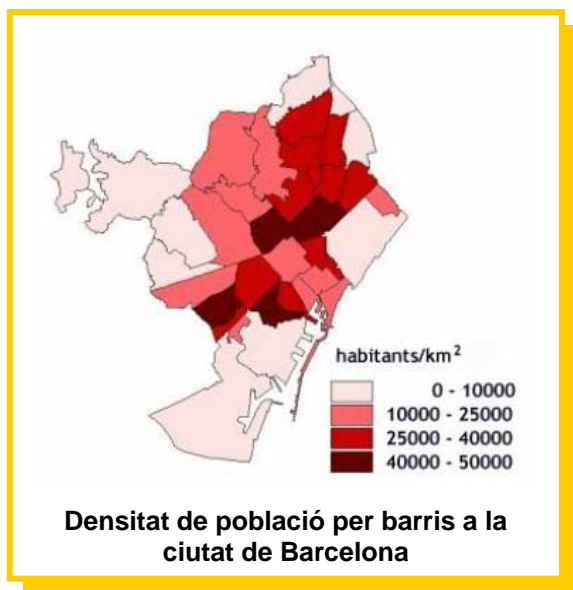 habitants/km²
0 - 10000
10000 - 25000
25000 - 40000
40000 - 50000
Densitat de població per barris a la
ciutat de Barcelona